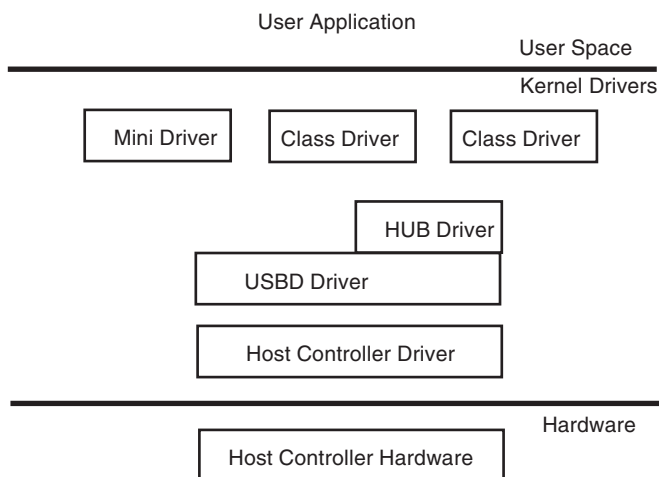 User Application
User Space
Kernel Drivers
Mini Driver
Class Driver
Class Driver
HUB Driver
USBD Driver
Host Controller Driver
Hardware
Host Controller Hardware